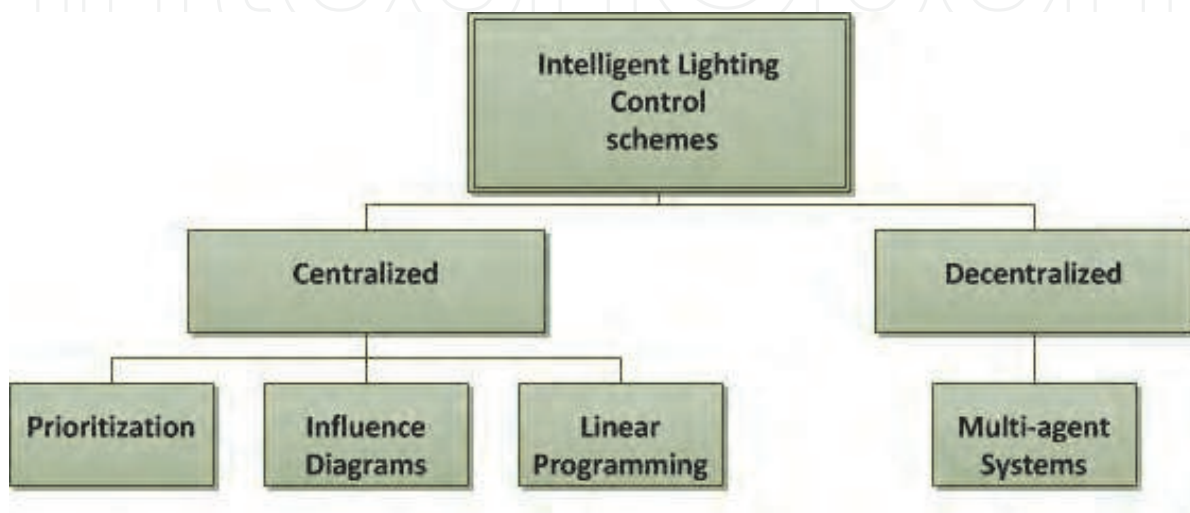 Intelligent Lighting
Control
schemes
Centralized
Decentralized
Prioritization
Influence
Diagrams
Linear
Programming
Multi-agent
Systems